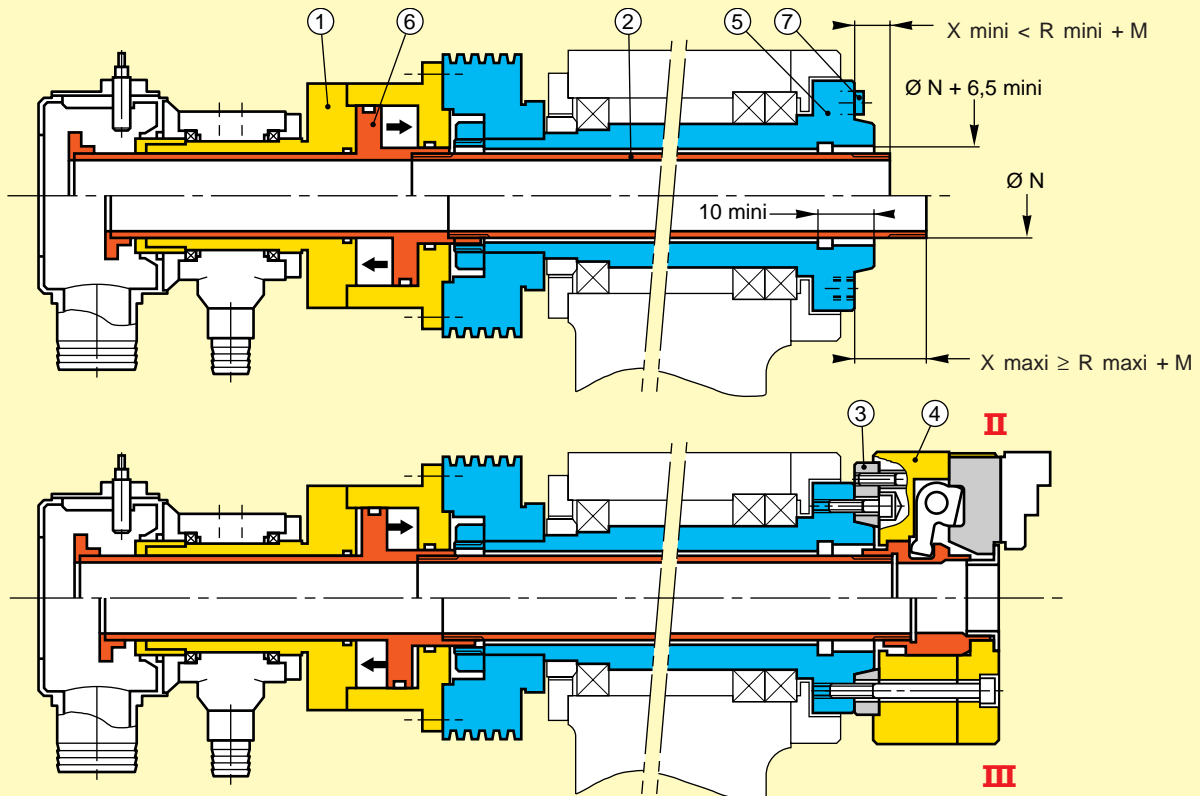 1
6
2
5
7
X mini < R mini + M
Ø N + 6,5 mini
Ø N
10 mini
X maxi ≥ R maxi + M
3
4
II
III